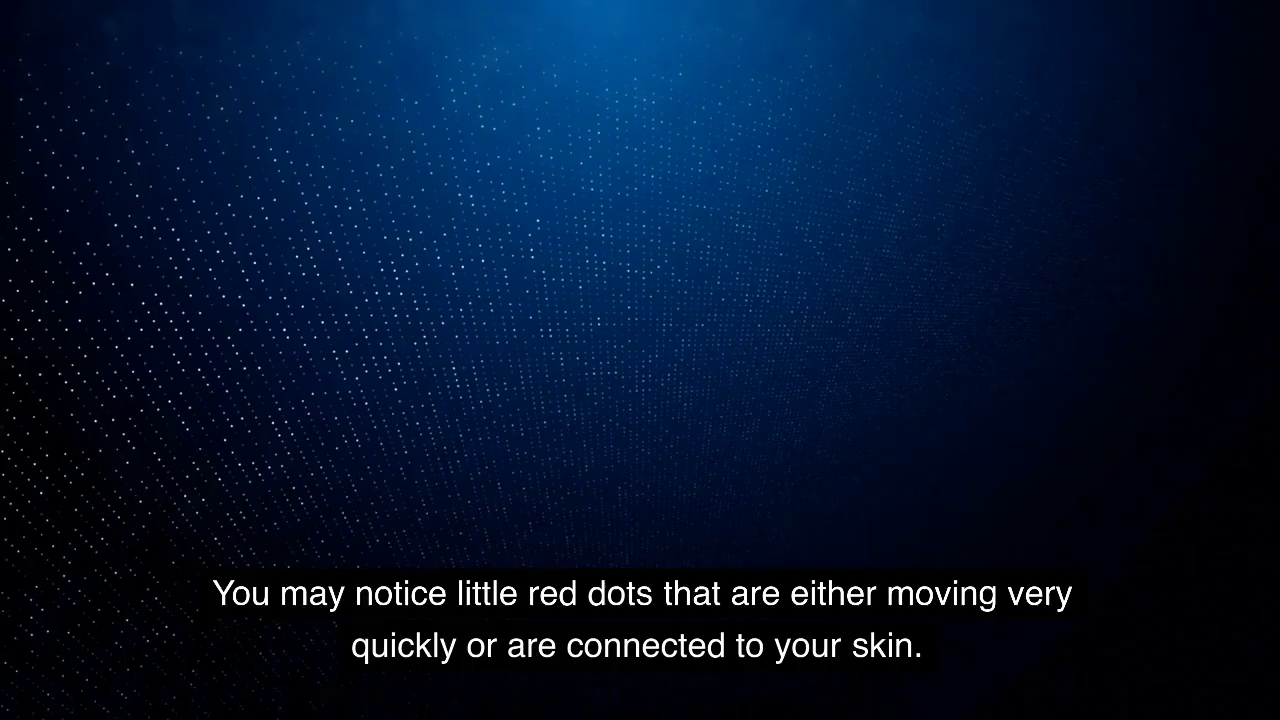 You may notice little red dots that are either moving very
quickly or are connected to your skin.